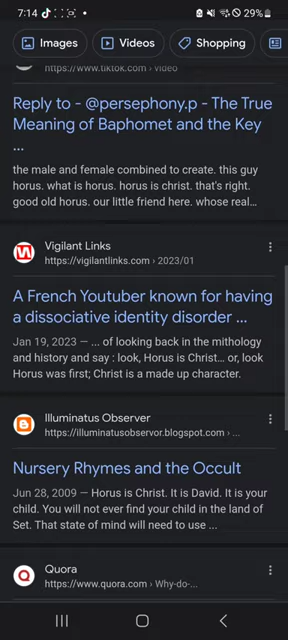 7:14
29%
Images
Videos
Shopping
https://www.tiktok.com › video
Reply to - @persephony.p - The True
Meaning of Baphomet and the Key
...
the male and female combined to create. this guy
horus. what is horus. horus is christ. that's right.
good old horus. our little friend here. whose real...
Vigilant Links
https://vigilantlinks.com › 2023/01
A French Youtuber known for having
a dissociative identity disorder ...
Jan 19, 2023 — ... of looking back in the mithology
and history and say : look, Horus is Christ... or, look
Horus was first; Christ is a made up character.
Illuminatus Observer
https://illuminatusobservor.blogspot.com › ...
Nursery Rhymes and the Occult
Jun 28, 2009 — Horus is Christ. It is David. It is your
child. You will not ever find your child in the land of
Set. That state of mind will need to use ...
Quora
https://www.quora.com › Why-do-...